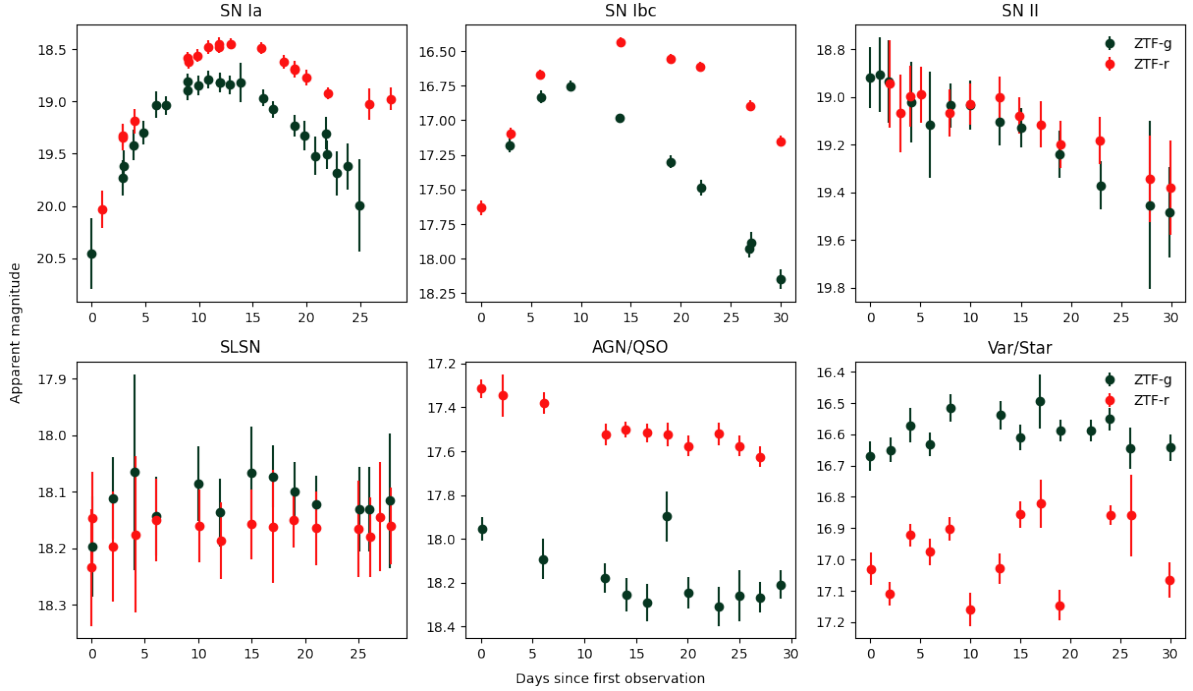 SN Ia
18.5
19.0
19.5
20.0
20.5
0 5 10 15 20 25
SN Ibc
16.50
16.75
17.00
17.25
17.50
17.75
18.00
18.25
0 5 10 15 20 25 30
SN II
ZTF-g
ZTF-r
18.8
19.0
19.2
19.4
19.6
19.8
0 5 10 15 20 25 30
Apparent magnitude
SLSN
17.9
18.0
18.1
18.2
18.3
0 5 10 15 20 25
AGN/QSO
17.2
17.4
17.6
17.8
18.0
18.2
18.4
0 5 10 15 20 25 30
Var/Star
ZTF-g
ZTF-r
16.4
16.5
16.6
16.7
16.8
16.9
17.0
17.1
17.2
0 5 10 15 20 25 30
Days since first observation